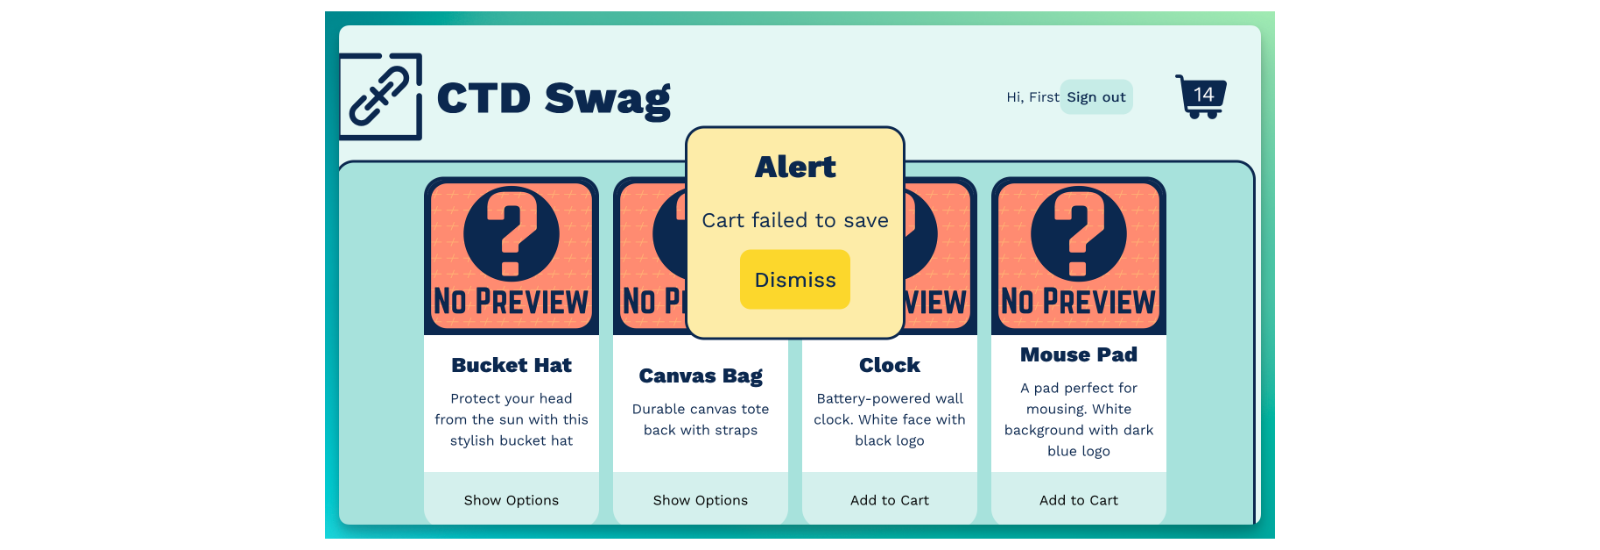 CTD Swag
Hi, First Sign out
14
Alert
Cart failed to save
Dismiss
NO PREVIEW
Bucket Hat
Protect your head
from the sun with this
stylish bucket hat
Show Options
NO P
Canvas Bag
Durable canvas tote
back with straps
Show Options
VIEW
Clock
Battery-powered wall
clock. White face with
black logo
Add to Cart
NO PREVIEW
Mouse Pad
A pad perfect for
mousing. White
background with dark
blue logo
Add to Cart